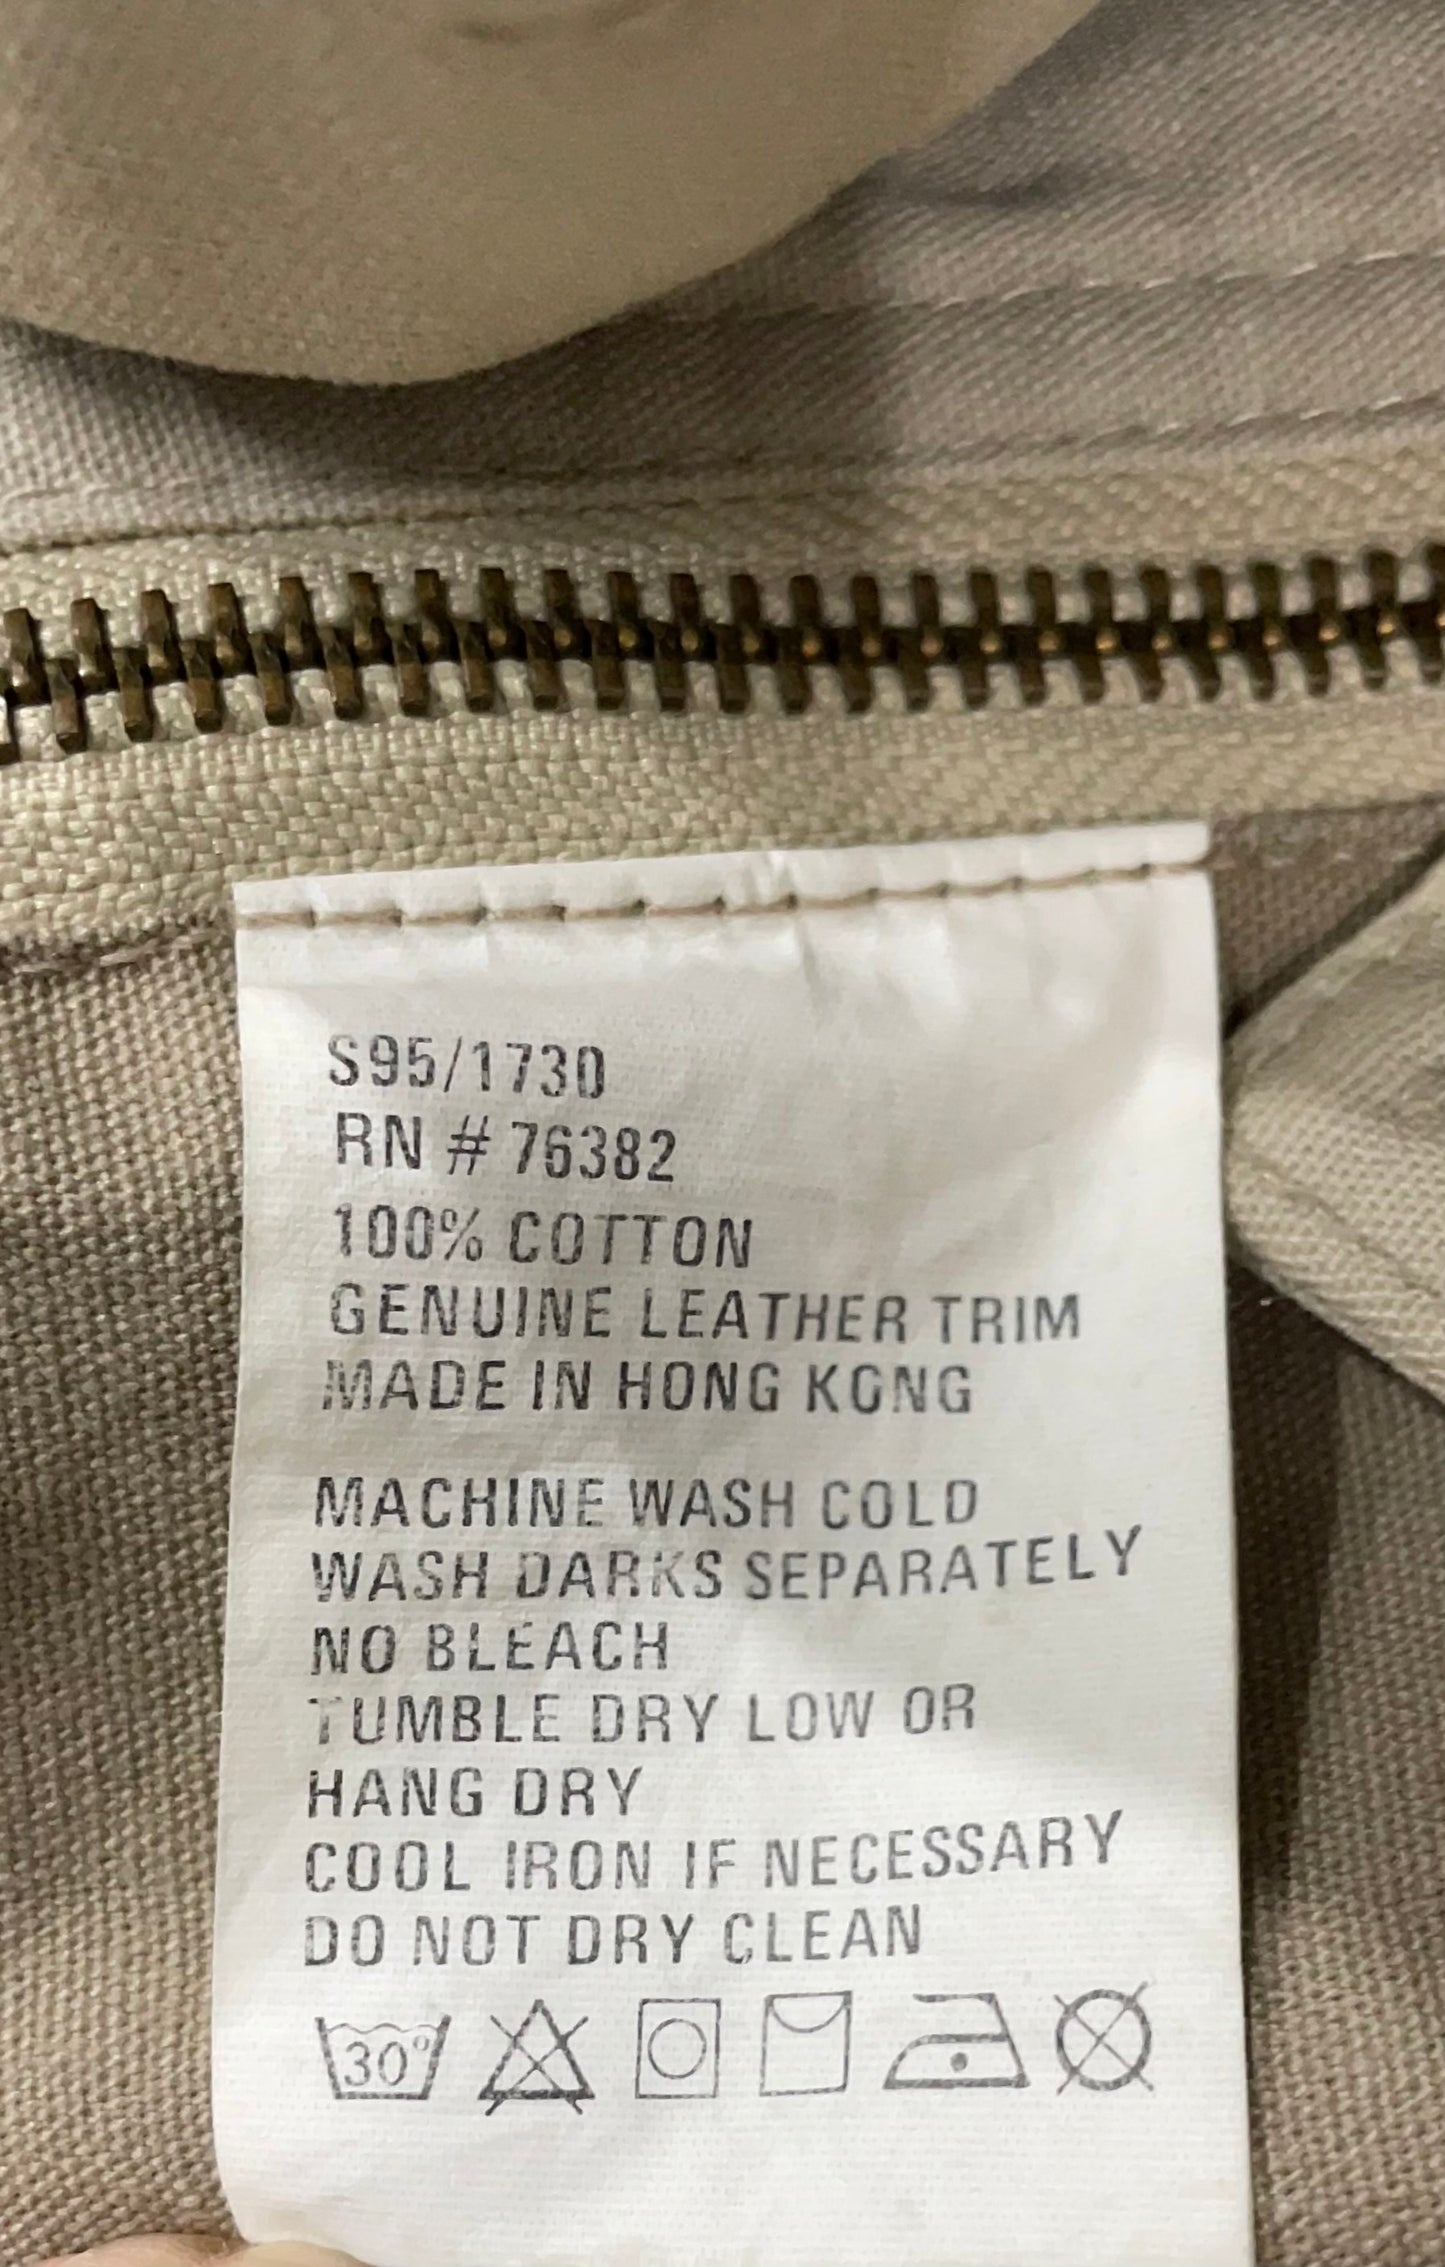 S95/1730
RN # 76382
100% COTTON
GENUINE LEATHER TRIM
MADE IN HONG KONG
MACHINE WASH COLD
WASH DARKS SEPARATELY
NO BLEACH
TUMBLE DRY LOW OR
HANG DRY
COOL IRON IF NECESSARY
DO NOT DRY CLEAN
30°